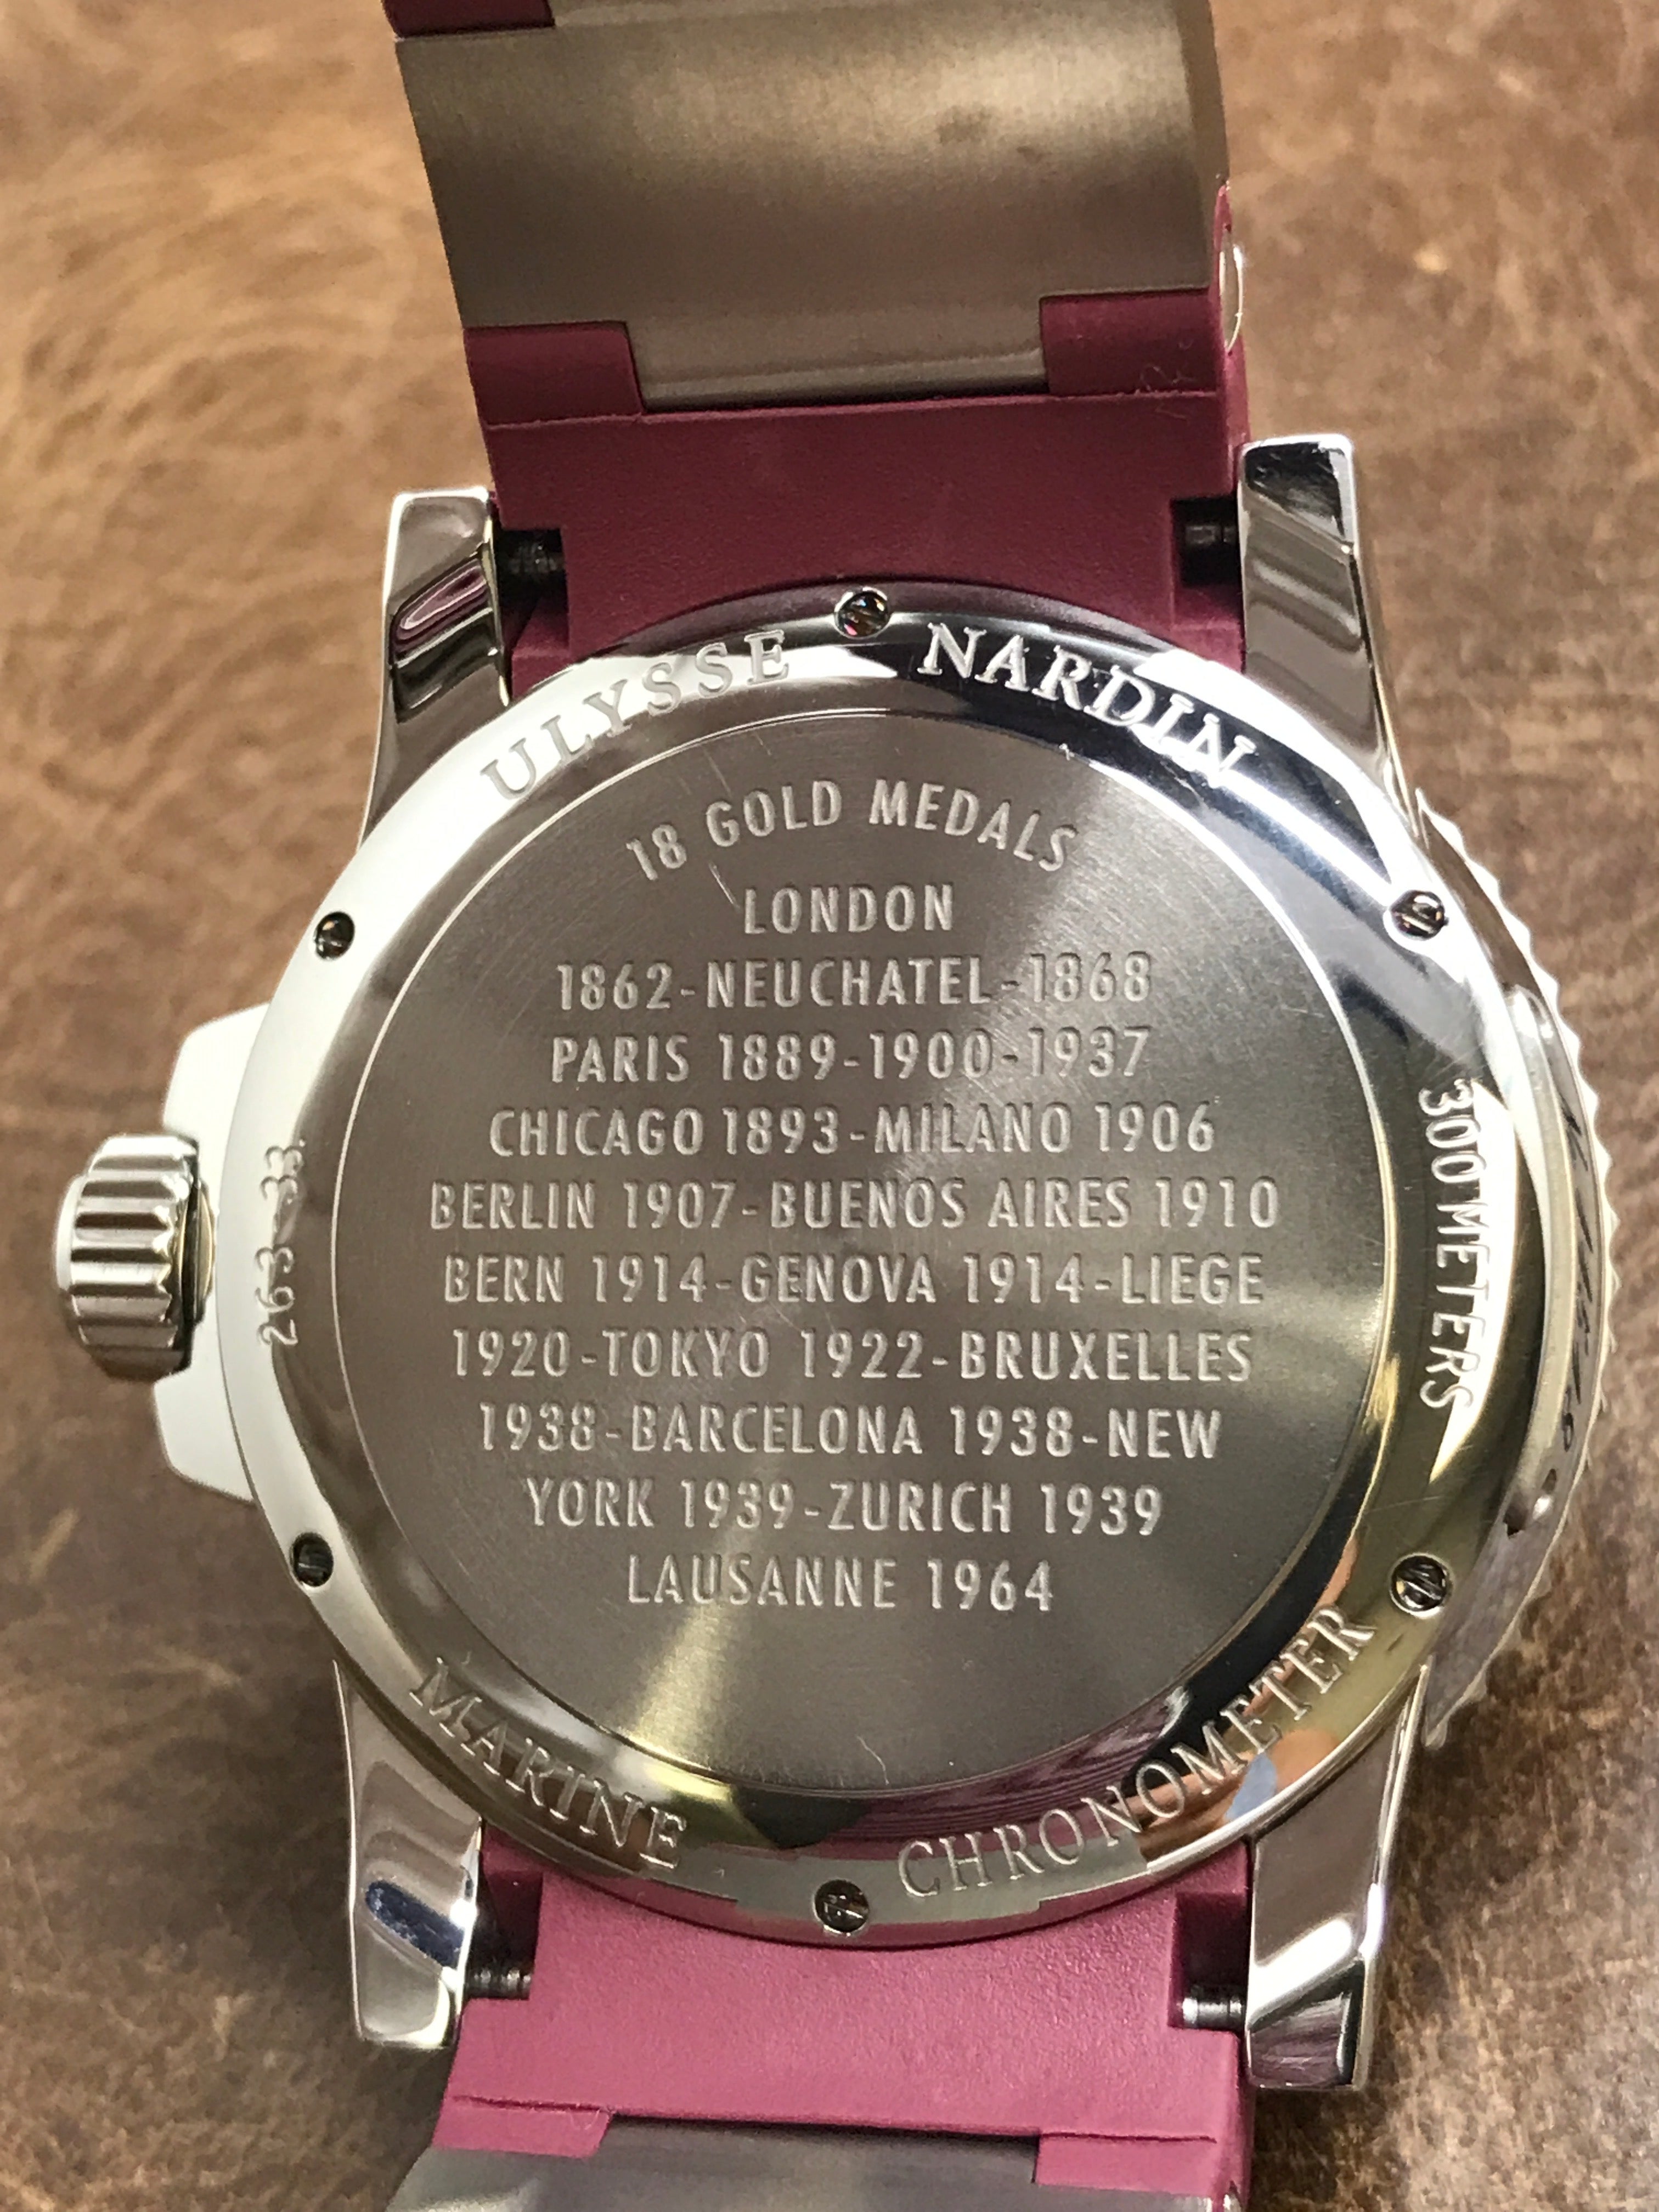 ULYSSE NARDIN
18 GOLD MEDALS
LONDON
1862-NEUCHATEL-1868
PARIS 1889-1900-1937
CHICAGO 1893-MILANO 1906
BERLIN 1907-BUENOS AIRES 1910
BERN 1914-GENOVA 1914-LIEGE
1920-TOKYO 1922-BRUXELLES
1938-BARCELONA 1938-NEW
YORK 1939-ZURICH 1939
LAUSANNE 1964
263-33
300 METERS
MARINE CHRONOMETER